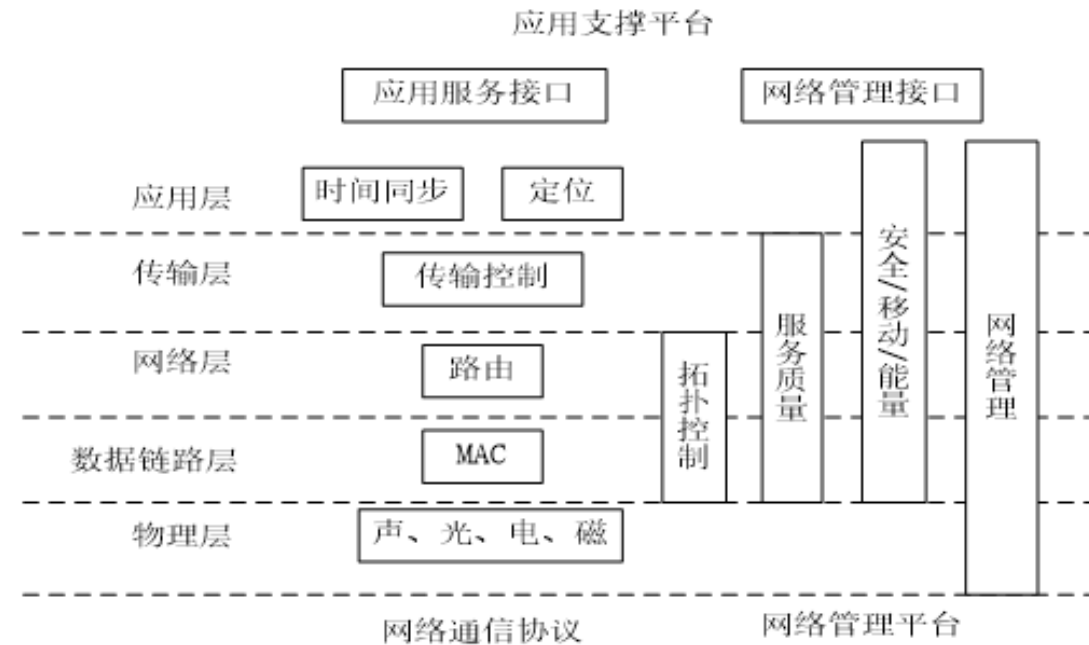 应用支撑平台
应用服务接口
网络管理接口
应用层
时间同步
定位
传输层
传输控制
网络层
路由
数据链路层
MAC
物理层
声、光、电、磁
拓扑控制
服务质量
安全/移动/能量
网络管理
网络通信协议
网络管理平台